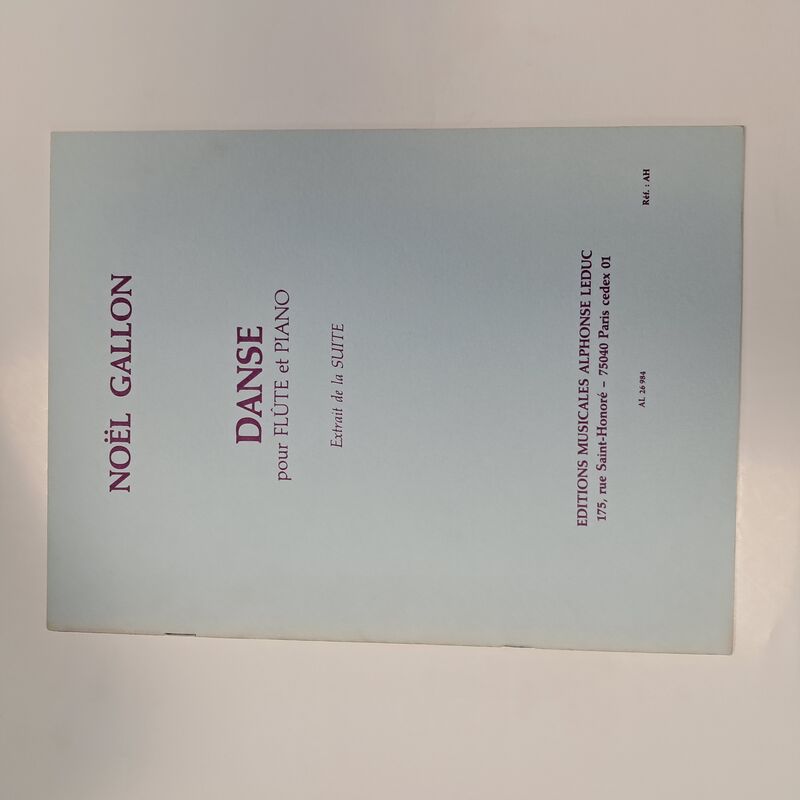 NOËL GALLON
DANSE
pour FLÛTE et PIANO
Extrait de la SUITE
EDITIONS MUSICALES ALPHONSE LEDUC
175, rue Saint-Honoré – 75040 Paris cedex 01
AL 26 984
Réf. : AH